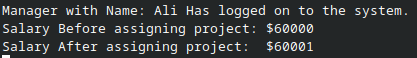 Manager with Name: Ali Has logged on to the system.
Salary Before assigning project: $60000
Salary After assigning project:  $60001